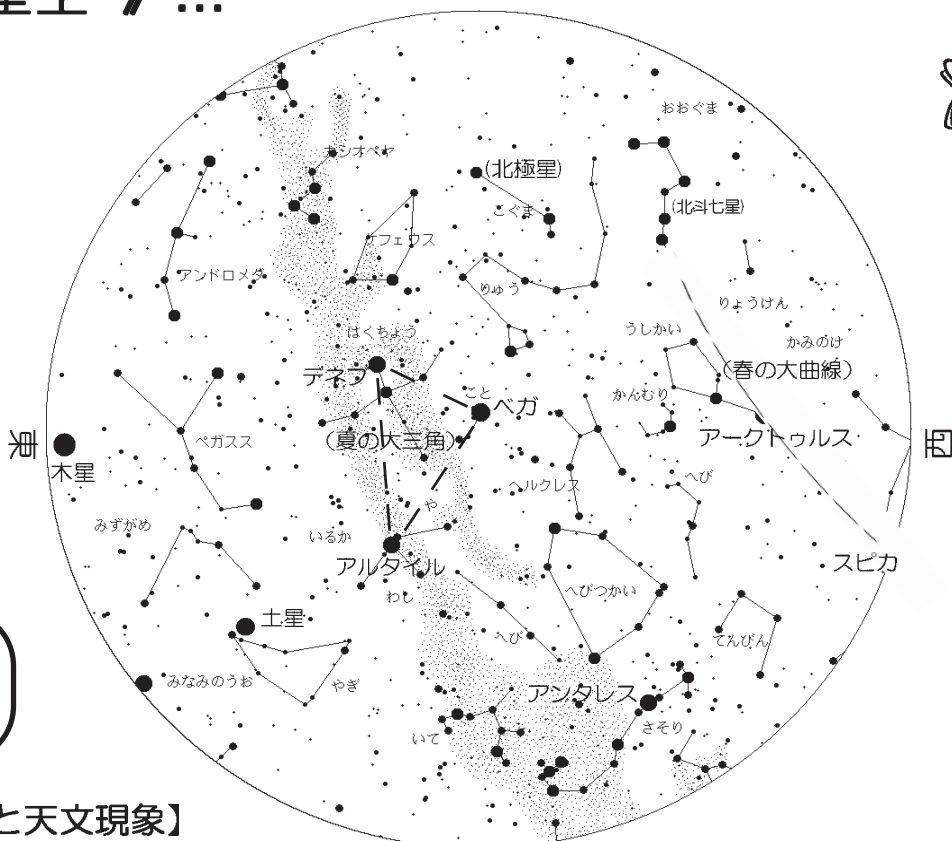 おおぐま
カシオペヤ
(北極星)
こぐま
(北斗七星)
ケフェウス
アンドロメダ
りゅう
りょうけん
はくちょう
うしかい
かみのけ
デネブ
(春の大曲線)
こと
ベガ
かんむり
東
ペガスス
(夏の大三角)
アークトゥルス
西
木星
ヘルクレス
へび
みずがめ
や
いるか
アルタイル
スピカ
わし
へびつかい
土星
へび
てんびん
みなみのうお
やぎ
アンタレス
いて
さそり
と天文現象】